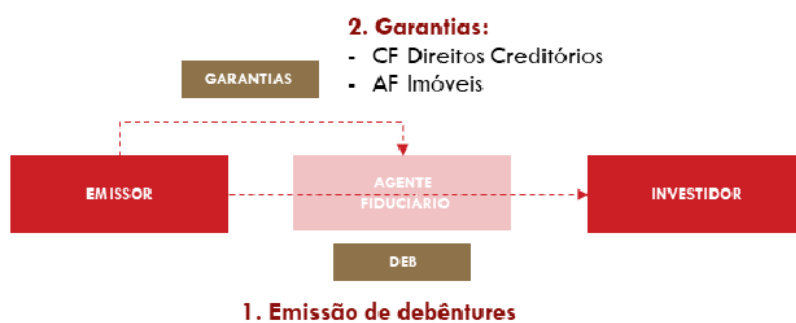 2. Garantias:
- CF Direitos Creditórios
- AF Imóveis
GARANTIAS
EMISSOR
AGENTE
FIDUCIÁRIO
INVESTIDOR
DEB
1. Emissão de debêntures